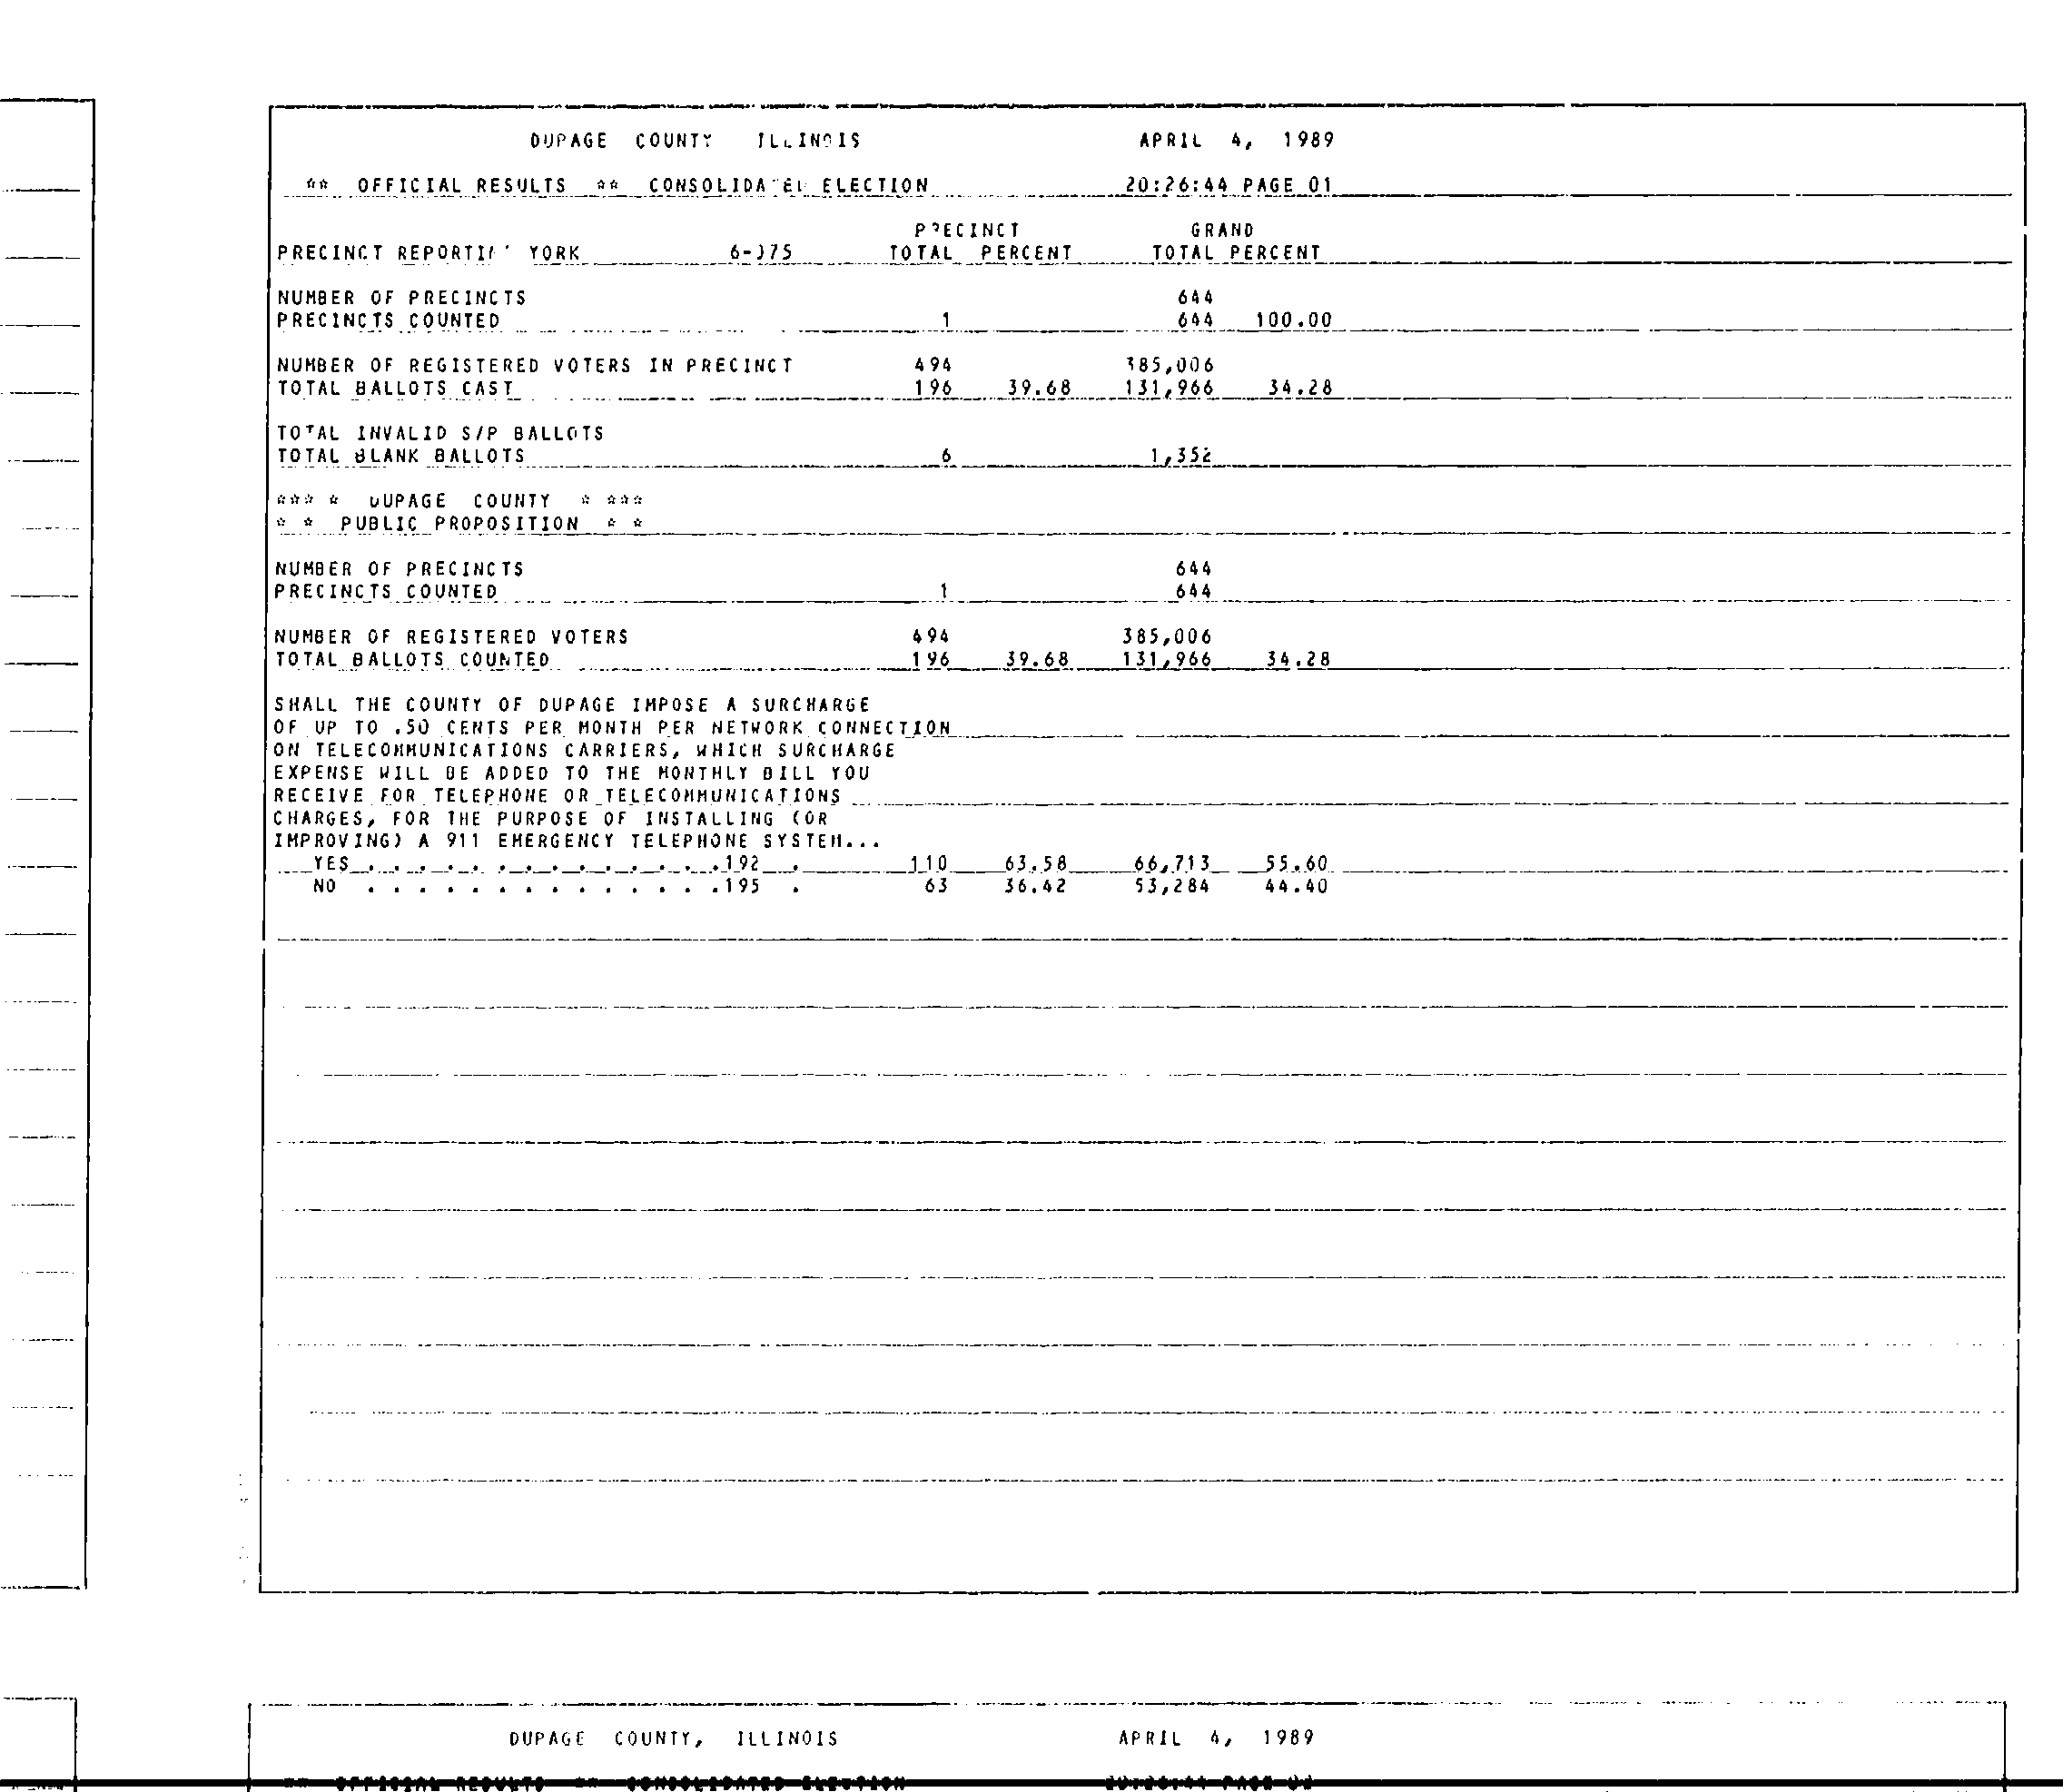 DUPAGE COUNTY ILLINOIS APRIL 4, 1989
** OFFICIAL RESULTS ** CONSOLIDATED ELECTION 20:26:44 PAGE 01
PRECINCT GRAND
PRECINCT REPORTING YORK 6-075 TOTAL PERCENT TOTAL PERCENT
NUMBER OF PRECINCTS 644
PRECINCTS COUNTED 1 644 100.00
NUMBER OF REGISTERED VOTERS IN PRECINCT 494 385,006
TOTAL BALLOTS CAST 196 39.68 131,966 34.28
TOTAL INVALID S/P BALLOTS
TOTAL BLANK BALLOTS 6 1,352
*** * DUPAGE COUNTY * ***
* * PUBLIC PROPOSITION * *
NUMBER OF PRECINCTS 644
PRECINCTS COUNTED 1 644
NUMBER OF REGISTERED VOTERS 494 385,006
TOTAL BALLOTS COUNTED 196 39.68 131,966 34.28
SHALL THE COUNTY OF DUPAGE IMPOSE A SURCHARGE
OF UP TO .50 CENTS PER MONTH PER NETWORK CONNECTION
ON TELECOMMUNICATIONS CARRIERS, WHICH SURCHARGE
EXPENSE WILL BE ADDED TO THE MONTHLY BILL YOU
RECEIVE FOR TELEPHONE OR TELECOMMUNICATIONS
CHARGES, FOR THE PURPOSE OF INSTALLING (OR
IMPROVING) A 911 EMERGENCY TELEPHONE SYSTEM...
YES . . . . . . . . . . . . . .192 . 110 63.58 66,713 55.60
NO . . . . . . . . . . . . . .195 . 63 36.42 53,284 44.40
DUPAGE COUNTY, ILLINOIS APRIL 4, 1989
** OFFICIAL RESULTS ** CONSOLIDATED ELECTION